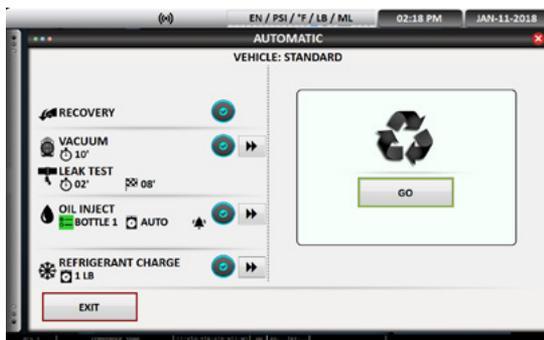 EN / PSI / °F / LB / ML 02:18 PM JAN-11-2018
AUTOMATIC
VEHICLE: STANDARD
RECOVERY
VACUUM
10'
LEAK TEST
02' 08'
OIL INJECT
BOTTLE 1 AUTO
REFRIGERANT CHARGE
1 LB
GO
EXIT